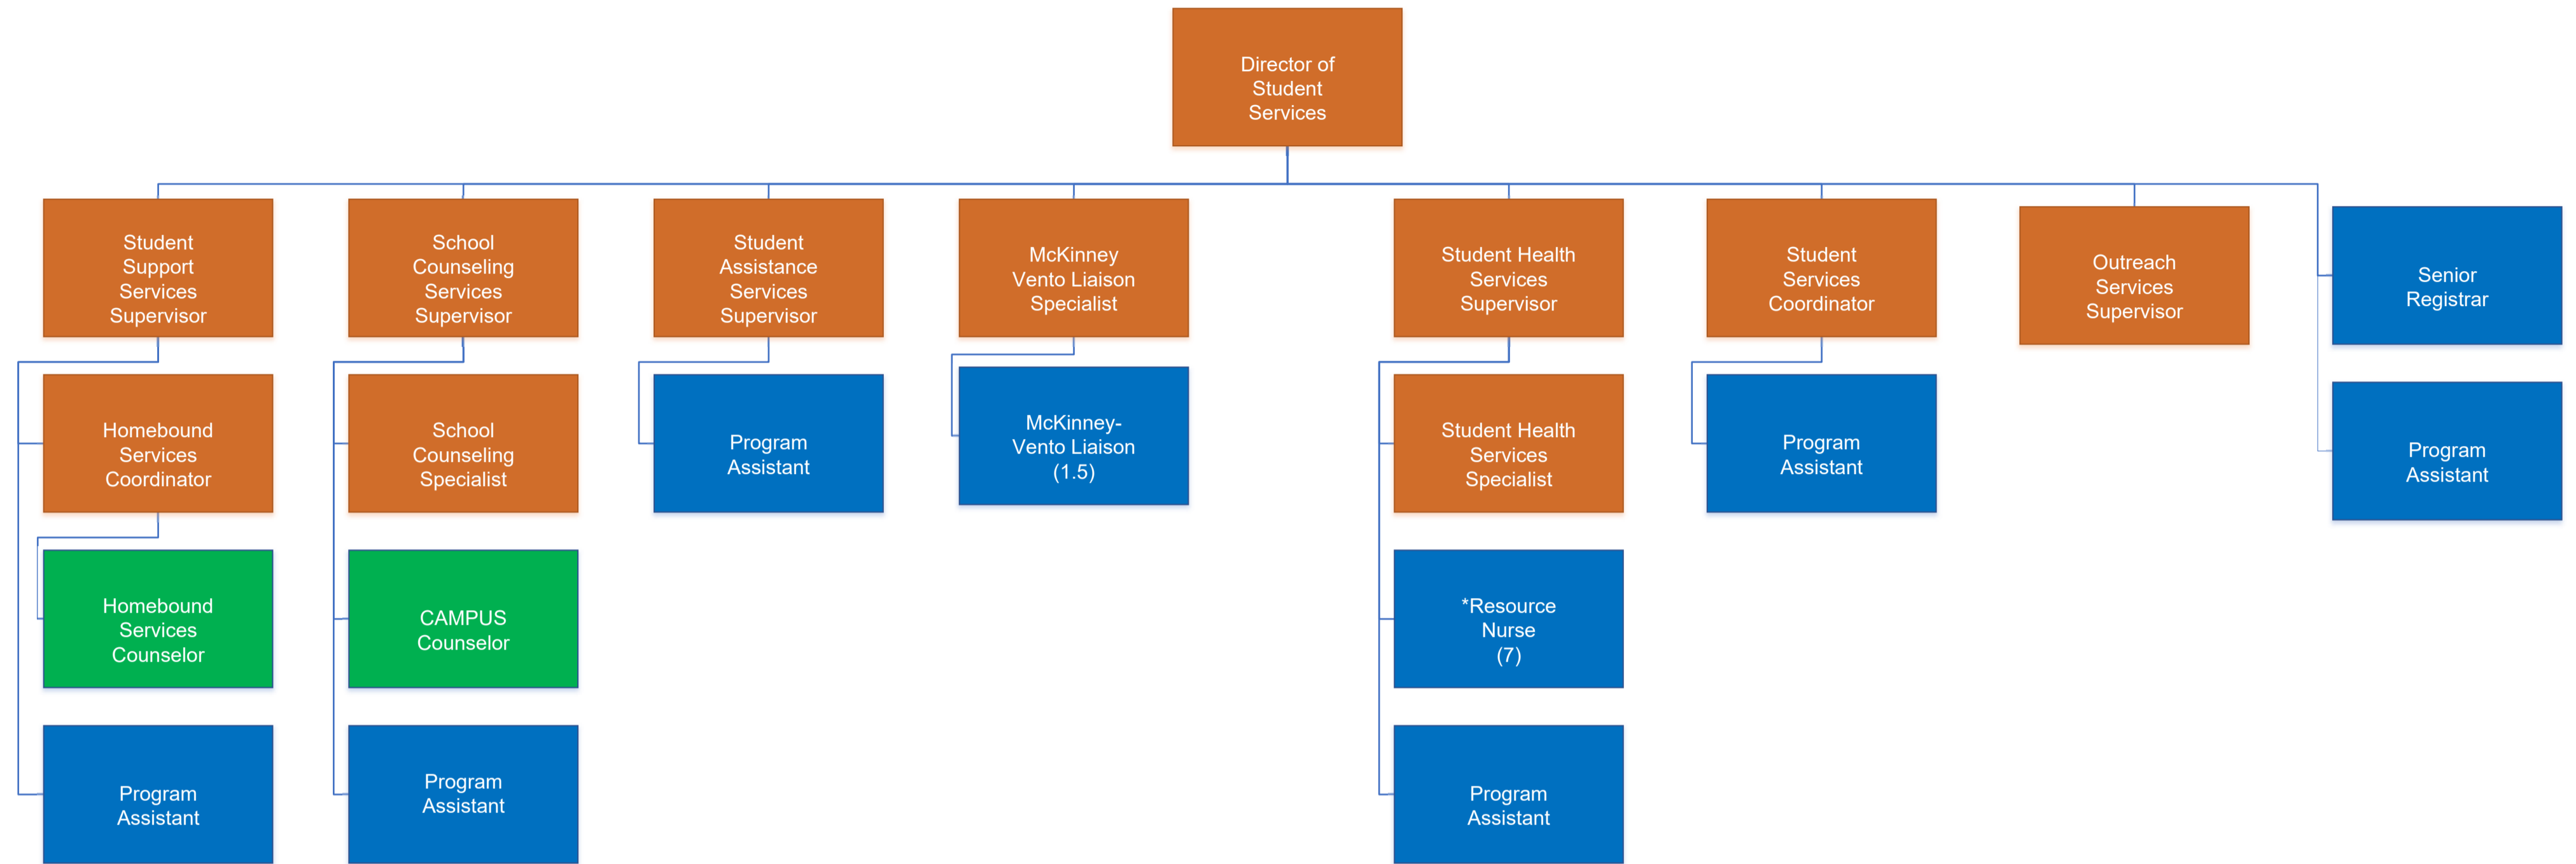 Director of
Student
Services
Student
Support
Services
Supervisor
School
Counseling
Services
Supervisor
Student
Assistance
Services
Supervisor
McKinney
Vento Liaison
Specialist
Student Health
Services
Supervisor
Student
Services
Coordinator
Outreach
Services
Supervisor
Senior
Registrar
Homebound
Services
Coordinator
School
Counseling
Specialist
Program
Assistant
McKinney-
Vento Liaison
(1.5)
Student Health
Services
Specialist
Program
Assistant
Program
Assistant
Homebound
Services
Counselor
CAMPUS
Counselor
*Resource
Nurse
(7)
Program
Assistant
Program
Assistant
Program
Assistant